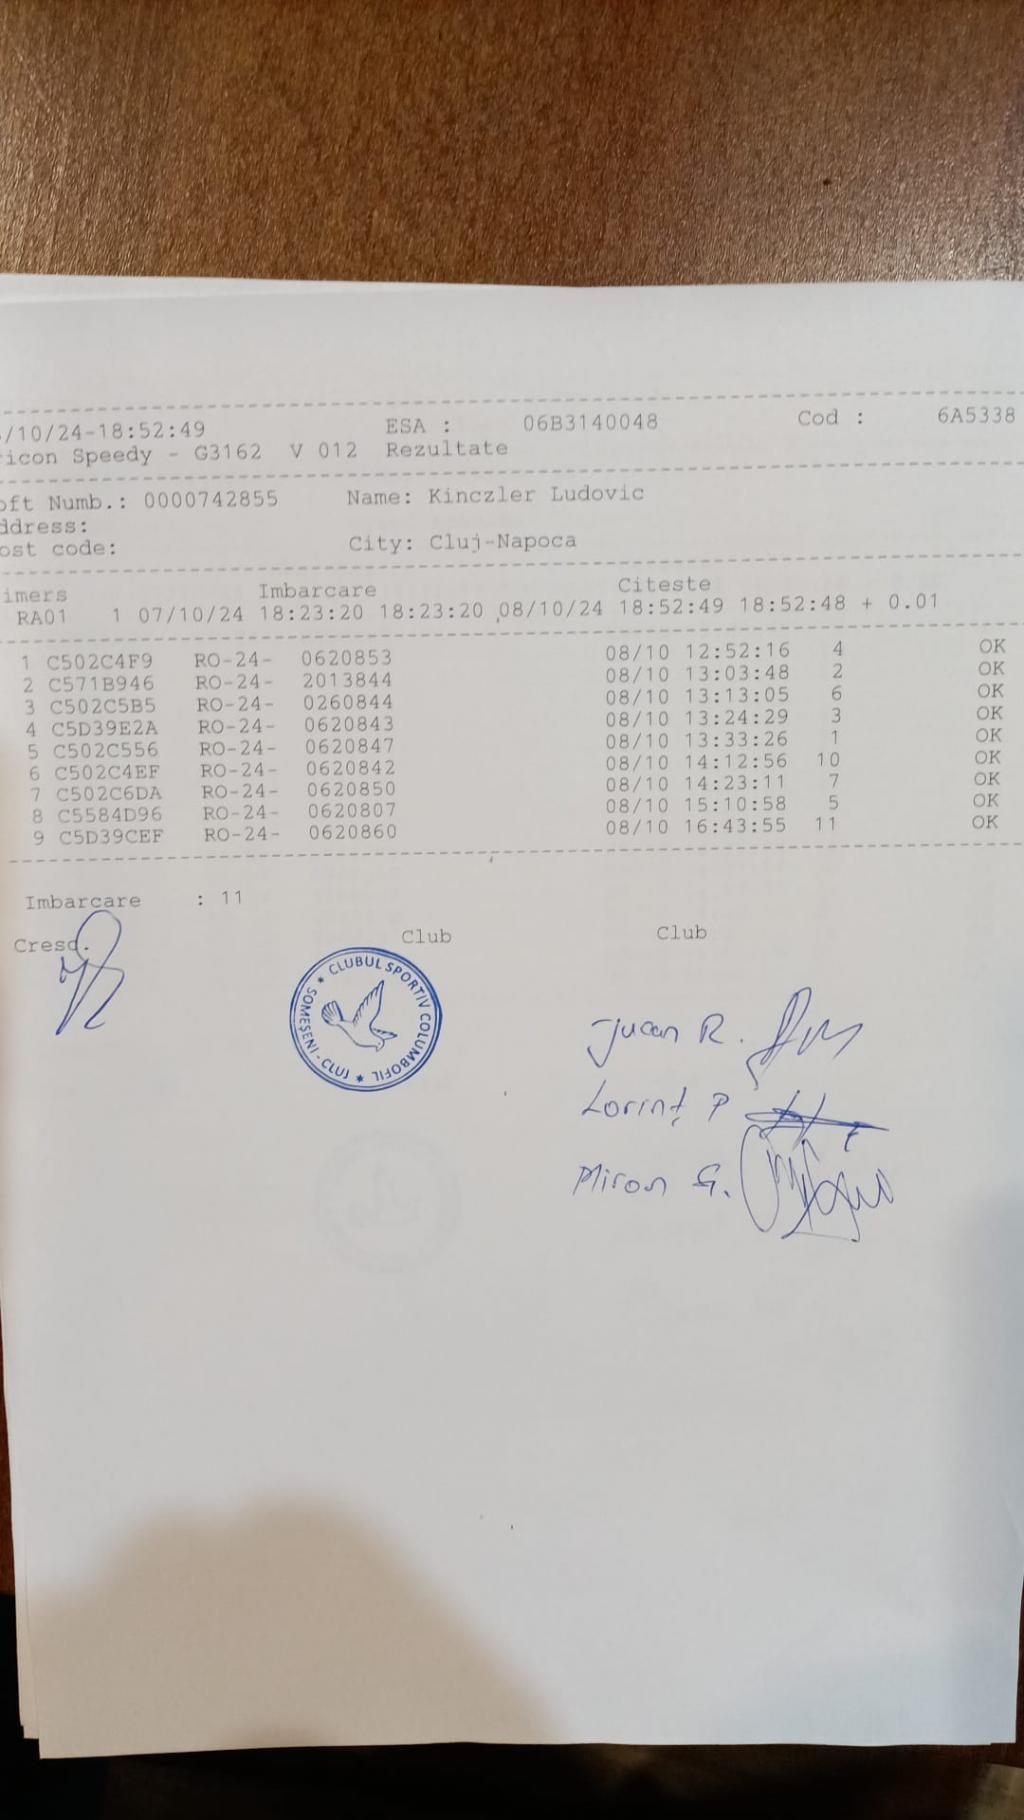 /10/24-18:52:49 ESA : 06B3140048 Cod : 6A5338
ricon Speedy - G3162 V 012 Rezultate
oft Numb.: 0000742855 Name: Kinczler Ludovic
ddress:
ost code: City: Cluj-Napoca
imers Imbarcare Citeste
RA01 1 07/10/24 18:23:20 18:23:20 08/10/24 18:52:49 18:52:48 + 0.01
1 C502C4F9 RO-24- 0620853 08/10 12:52:16 4 OK
2 C571B946 RO-24- 2013844 08/10 13:03:48 2 OK
3 C502C5B5 RO-24- 0260844 08/10 13:13:05 6 OK
4 C5D39E2A RO-24- 0620843 08/10 13:24:29 3 OK
5 C502C556 RO-24- 0620847 08/10 13:33:26 1 OK
6 C502C4EF RO-24- 0620842 08/10 14:12:56 10 OK
7 C502C6DA RO-24- 0620850 08/10 14:23:11 7 OK
8 C5584D96 RO-24- 0620807 08/10 15:10:58 5 OK
9 C5D39CEF RO-24- 0620860 08/10 16:43:55 11 OK
Imbarcare : 11
Cresc. Club Club
CLUBUL SPORTIV COLUMBOFIL
SOMEȘENI - CLUJ
Jucan R.
Lorinț P
Miron G.